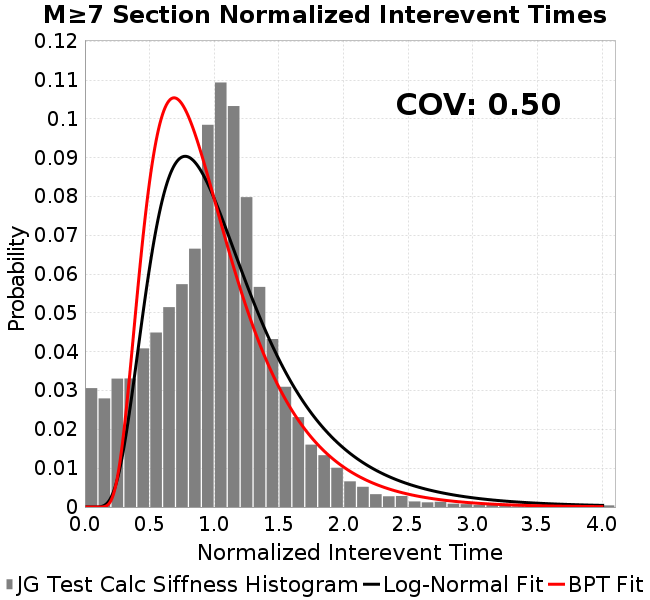 M≥7 Section Normalized Interevent Times
COV: 0.50
Probability
0.12
0.11
0.1
0.09
0.08
0.07
0.06
0.05
0.04
0.03
0.02
0.01
0
0.0 0.5 1.0 1.5 2.0 2.5 3.0 3.5 4.0
Normalized Interevent Time
JG Test Calc Siffness Histogram Log-Normal Fit BPT Fit